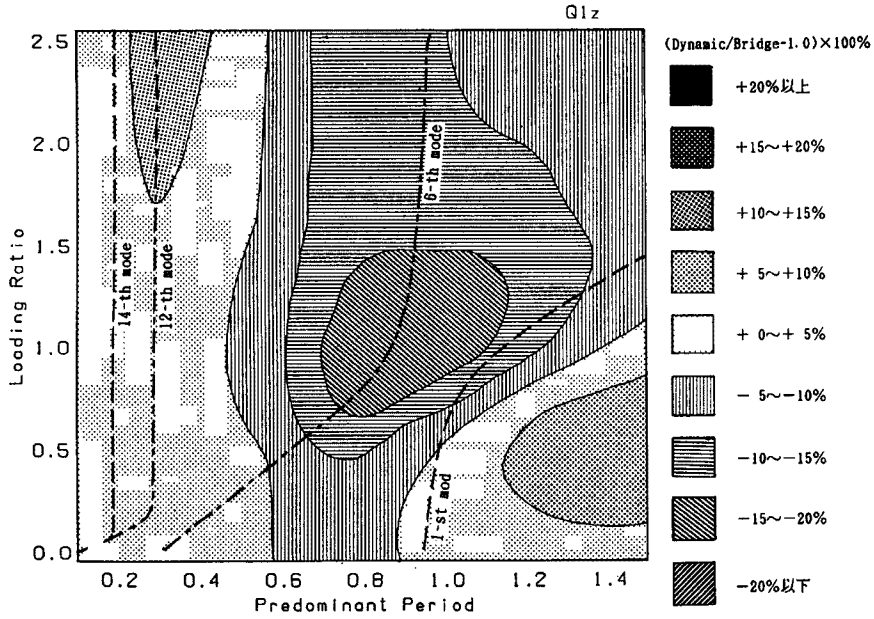 Q1z
(Dynamic/Bridge-1.0)×100%
2.5
2.0
1.5
1.0
0.5
0.0
Loading Ratio
0.2 0.4 0.6 0.8 1.0 1.2 1.4
Predominant Period
14-th mode
12-th mode
6-th mode
1-st mod
+20%以上
+15~+20%
+10~+15%
+ 5~+10%
+ 0~+ 5%
- 5~-10%
-10~-15%
-15~-20%
-20%以下